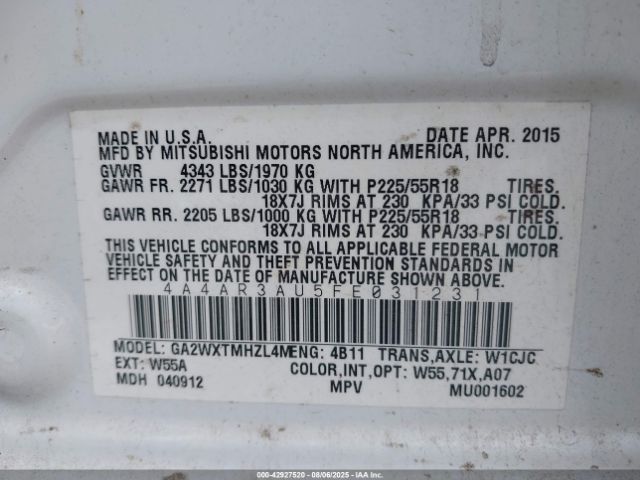 MADE IN U.S.A. DATE APR. 2015
MFD BY MITSUBISHI MOTORS NORTH AMERICA, INC.
GVWR 4343 LBS/1970 KG
GAWR FR. 2271 LBS/1030 KG WITH P225/55R18 TIRES.
18X7J RIMS AT 230 KPA/33 PSI COLD.
GAWR RR. 2205 LBS/1000 KG WITH P225/55R18 TIRES.
18X7J RIMS AT 230 KPA/33 PSI COLD.
THIS VEHICLE CONFORMS TO ALL APPLICABLE FEDERAL MOTOR
VEHICLE SAFETY AND THEFT PREVENTION STANDARDS IN
EFFECT ON THE DATE OF MANUFACTURE SHOWN ABOVE.
4A4AR3AU5FE031231
MODEL: GA2WXTMHZL4M ENG: 4B11 TRANS,AXLE: W1CJC
EXT: W55A COLOR,INT,OPT: W55,71X,A07
MDH 040912 MPV MU001602
000-42927520 - 08/06/2025 - IAAI.COM